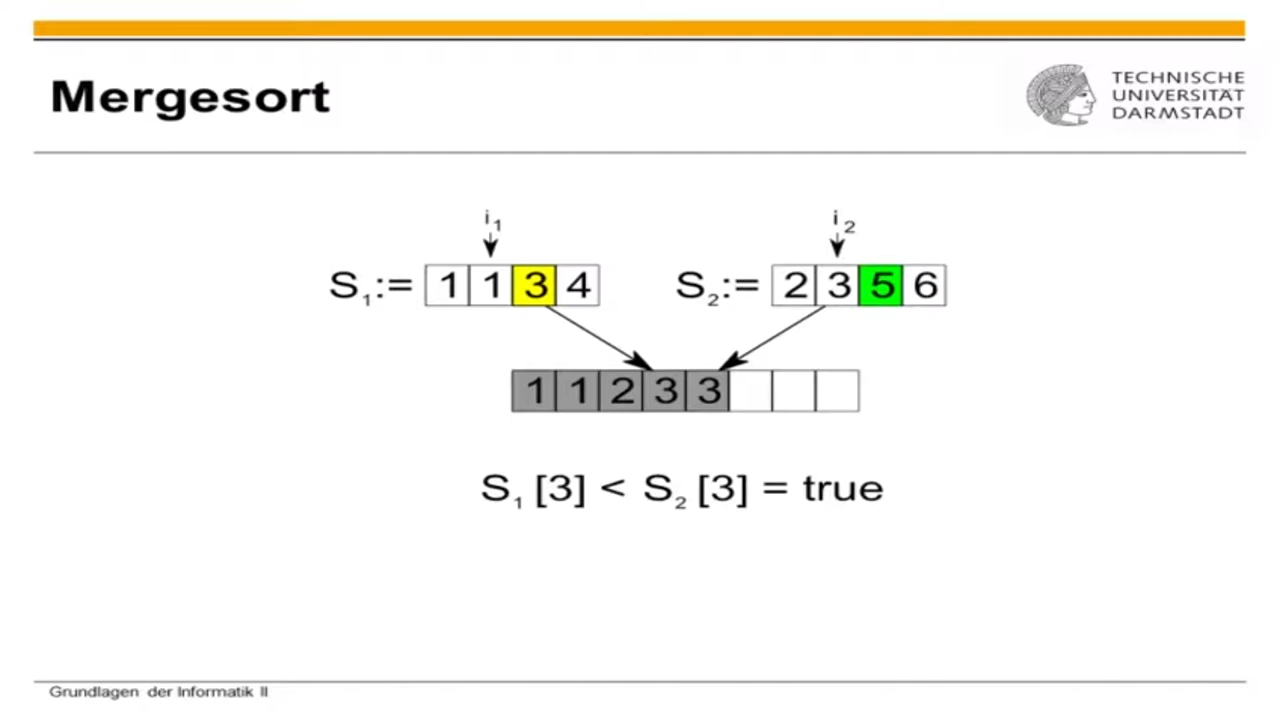 Mergesort
TECHNISCHE
UNIVERSITÄT
DARMSTADT
i₁ i₂
S₁:= 1 1 3 4 S₂:= 2 3 5 6
1 1 2 3 3
S₁ [3] < S₂ [3] = true
Grundlagen der Informatik II